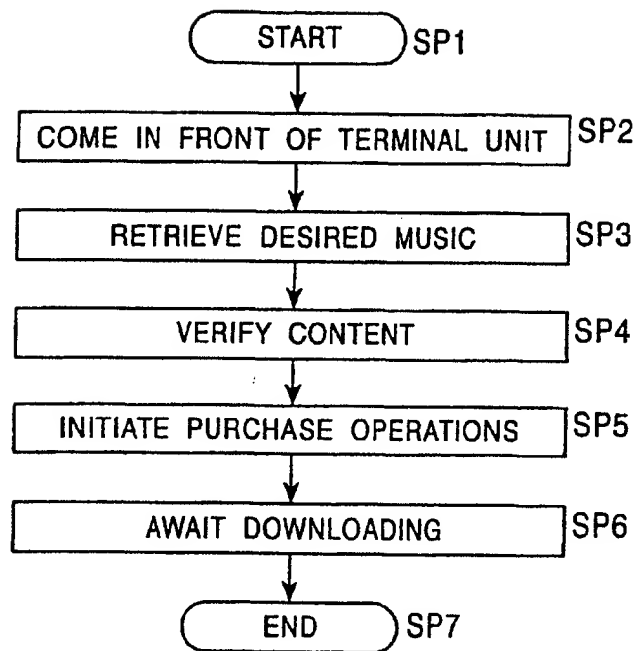 START SP1
COME IN FRONT OF TERMINAL UNIT SP2
RETRIEVE DESIRED MUSIC SP3
VERIFY CONTENT SP4
INITIATE PURCHASE OPERATIONS SP5
AWAIT DOWNLOADING SP6
END SP7